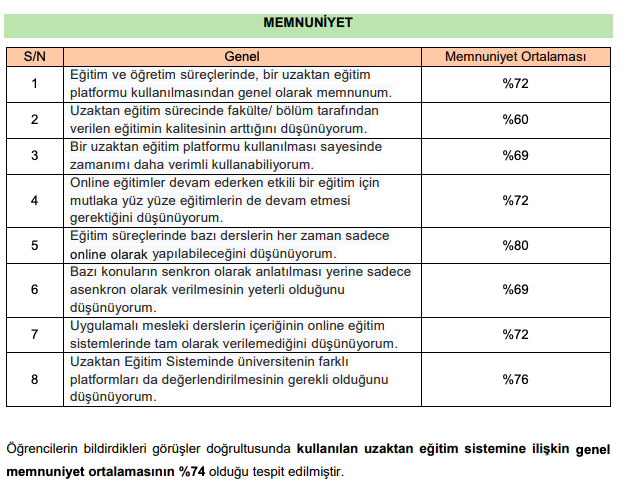 MEMNUNİYET
S/N Genel Memnuniyet Ortalaması
1 Eğitim ve öğretim süreçlerinde, bir uzaktan eğitim
platformu kullanılmasından genel olarak memnunum. %72
2 Uzaktan eğitim sürecinde fakülte/ bölüm tarafından
verilen eğitimin kalitesinin arttığını düşünüyorum. %60
3 Bir uzaktan eğitim platformu kullanılması sayesinde
zamanımı daha verimli kullanabiliyorum. %69
4 Online eğitimler devam ederken etkili bir eğitim için
mutlaka yüz yüze eğitimlerin de devam etmesi
gerektiğini düşünüyorum. %72
5 Eğitim süreçlerinde bazı derslerin her zaman sadece
online olarak yapılabileceğini düşünüyorum. %80
6 Bazı konuların senkron olarak anlatılması yerine sadece
asenkron olarak verilmesinin yeterli olduğunu
düşünüyorum. %69
7 Uygulamalı mesleki derslerin içeriğinin online eğitim
sistemlerinde tam olarak verilemediğini düşünüyorum. %72
8 Uzaktan Eğitim Sisteminde üniversitenin farklı
platformları da değerlendirilmesinin gerekli olduğunu
düşünüyorum. %76
Öğrencilerin bildirdikleri görüşler doğrultusunda kullanılan uzaktan eğitim sistemine ilişkin genel
memnuniyet ortalamasının %74 olduğu tespit edilmiştir.